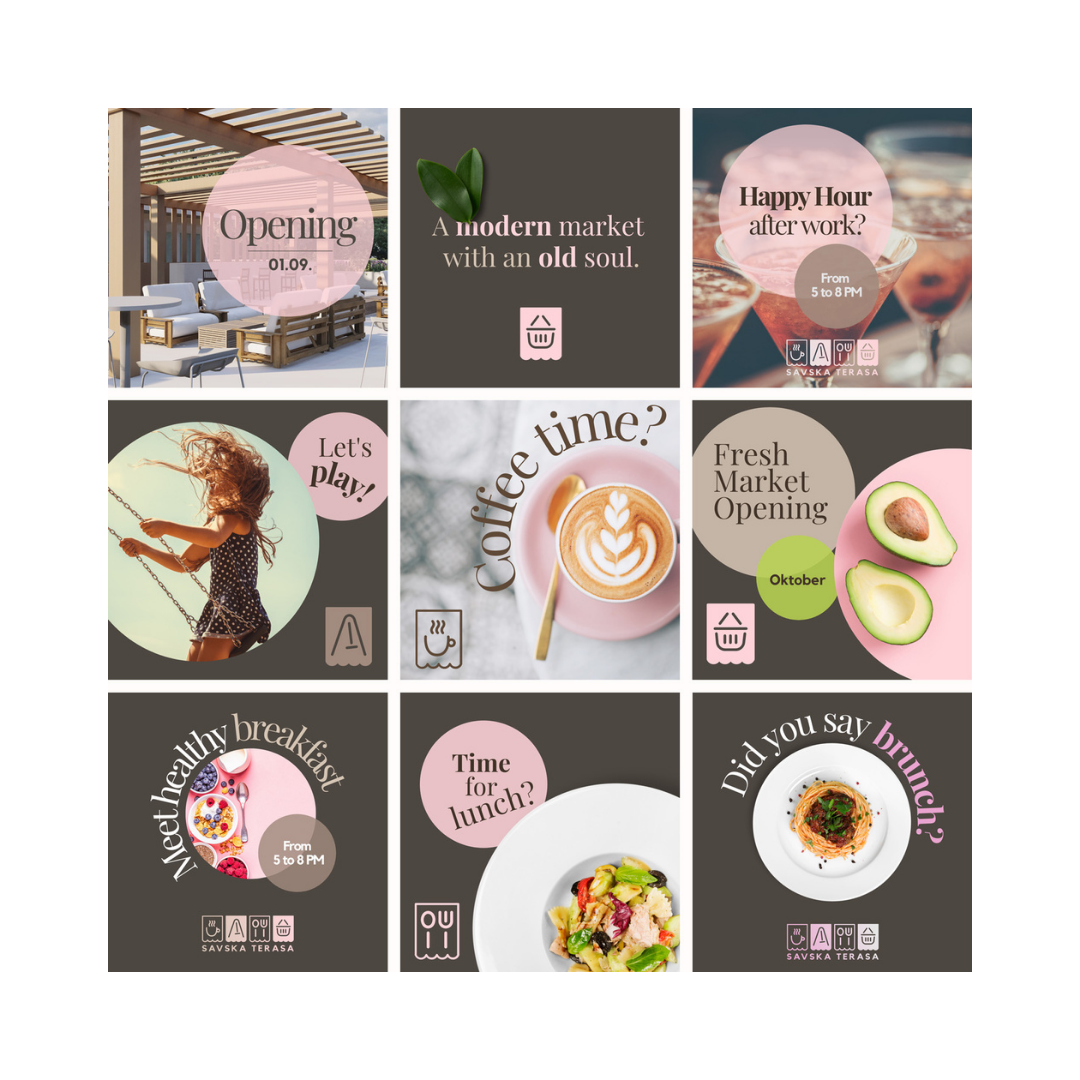 Opening
01.09.
A modern market
with an old soul.
Happy Hour
after work?
From
5 to 8 PM
SAVSKA TERASA
Let's
play!
Coffee time?
Fresh
Market
Opening
Oktober
Meet healthy breakfast
From
5 to 8 PM
SAVSKA TERASA
Time
for
lunch?
Did you say brunch?
SAVSKA TERASA